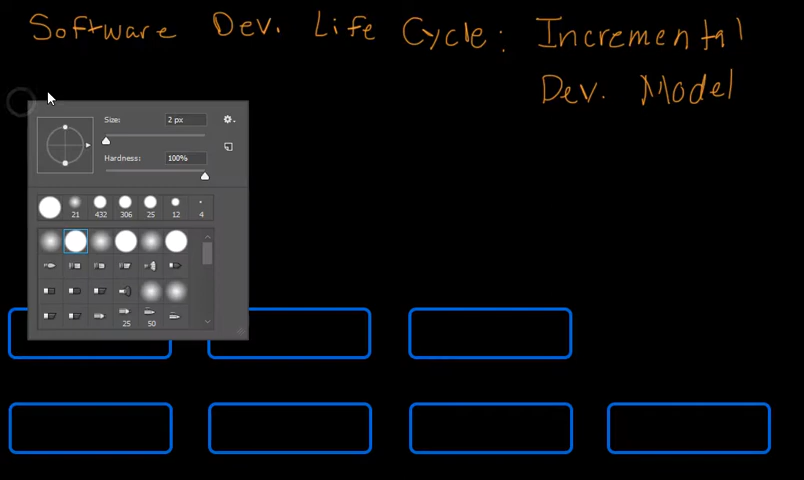 Software Dev. Life Cycle: Incremental
Dev. Model
Size: 2 px
Hardness: 100%
21 432 306 25 12 4
25 50